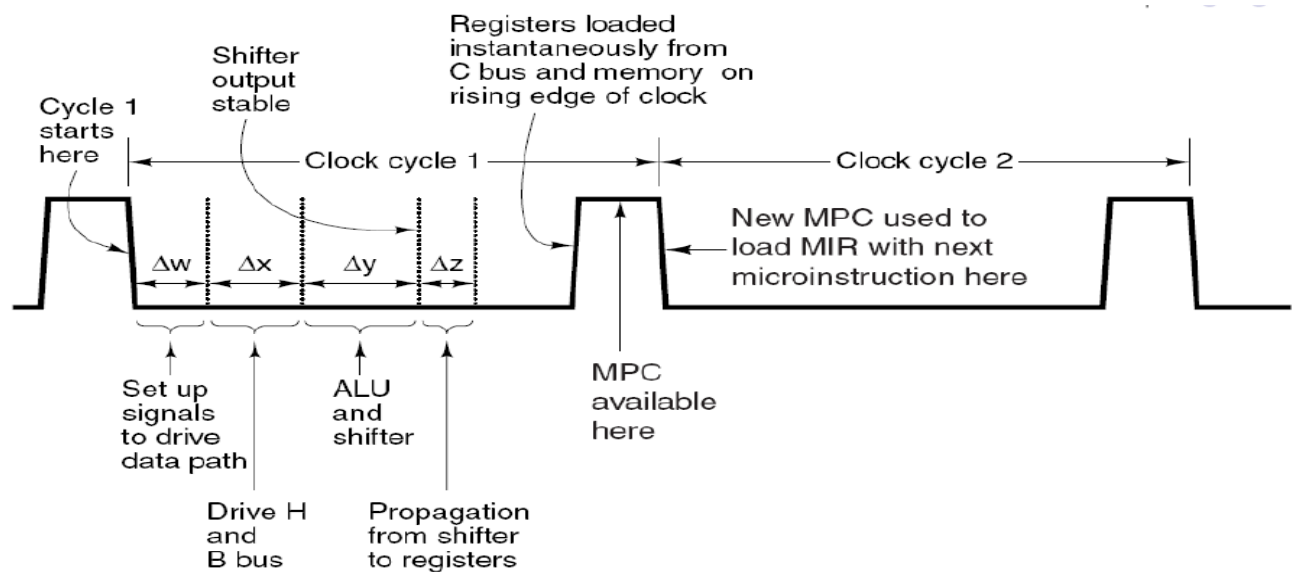 Registers loaded
instantaneously from
C bus and memory on
rising edge of clock
Shifter
output
stable
Cycle 1
starts
here
Clock cycle 1
Clock cycle 2
New MPC used to
load MIR with next
microinstruction here
Δw
Δx
Δy
Δz
Set up
signals
to drive
data path
ALU
and
shifter
MPC
available
here
Drive H
and
B bus
Propagation
from shifter
to registers